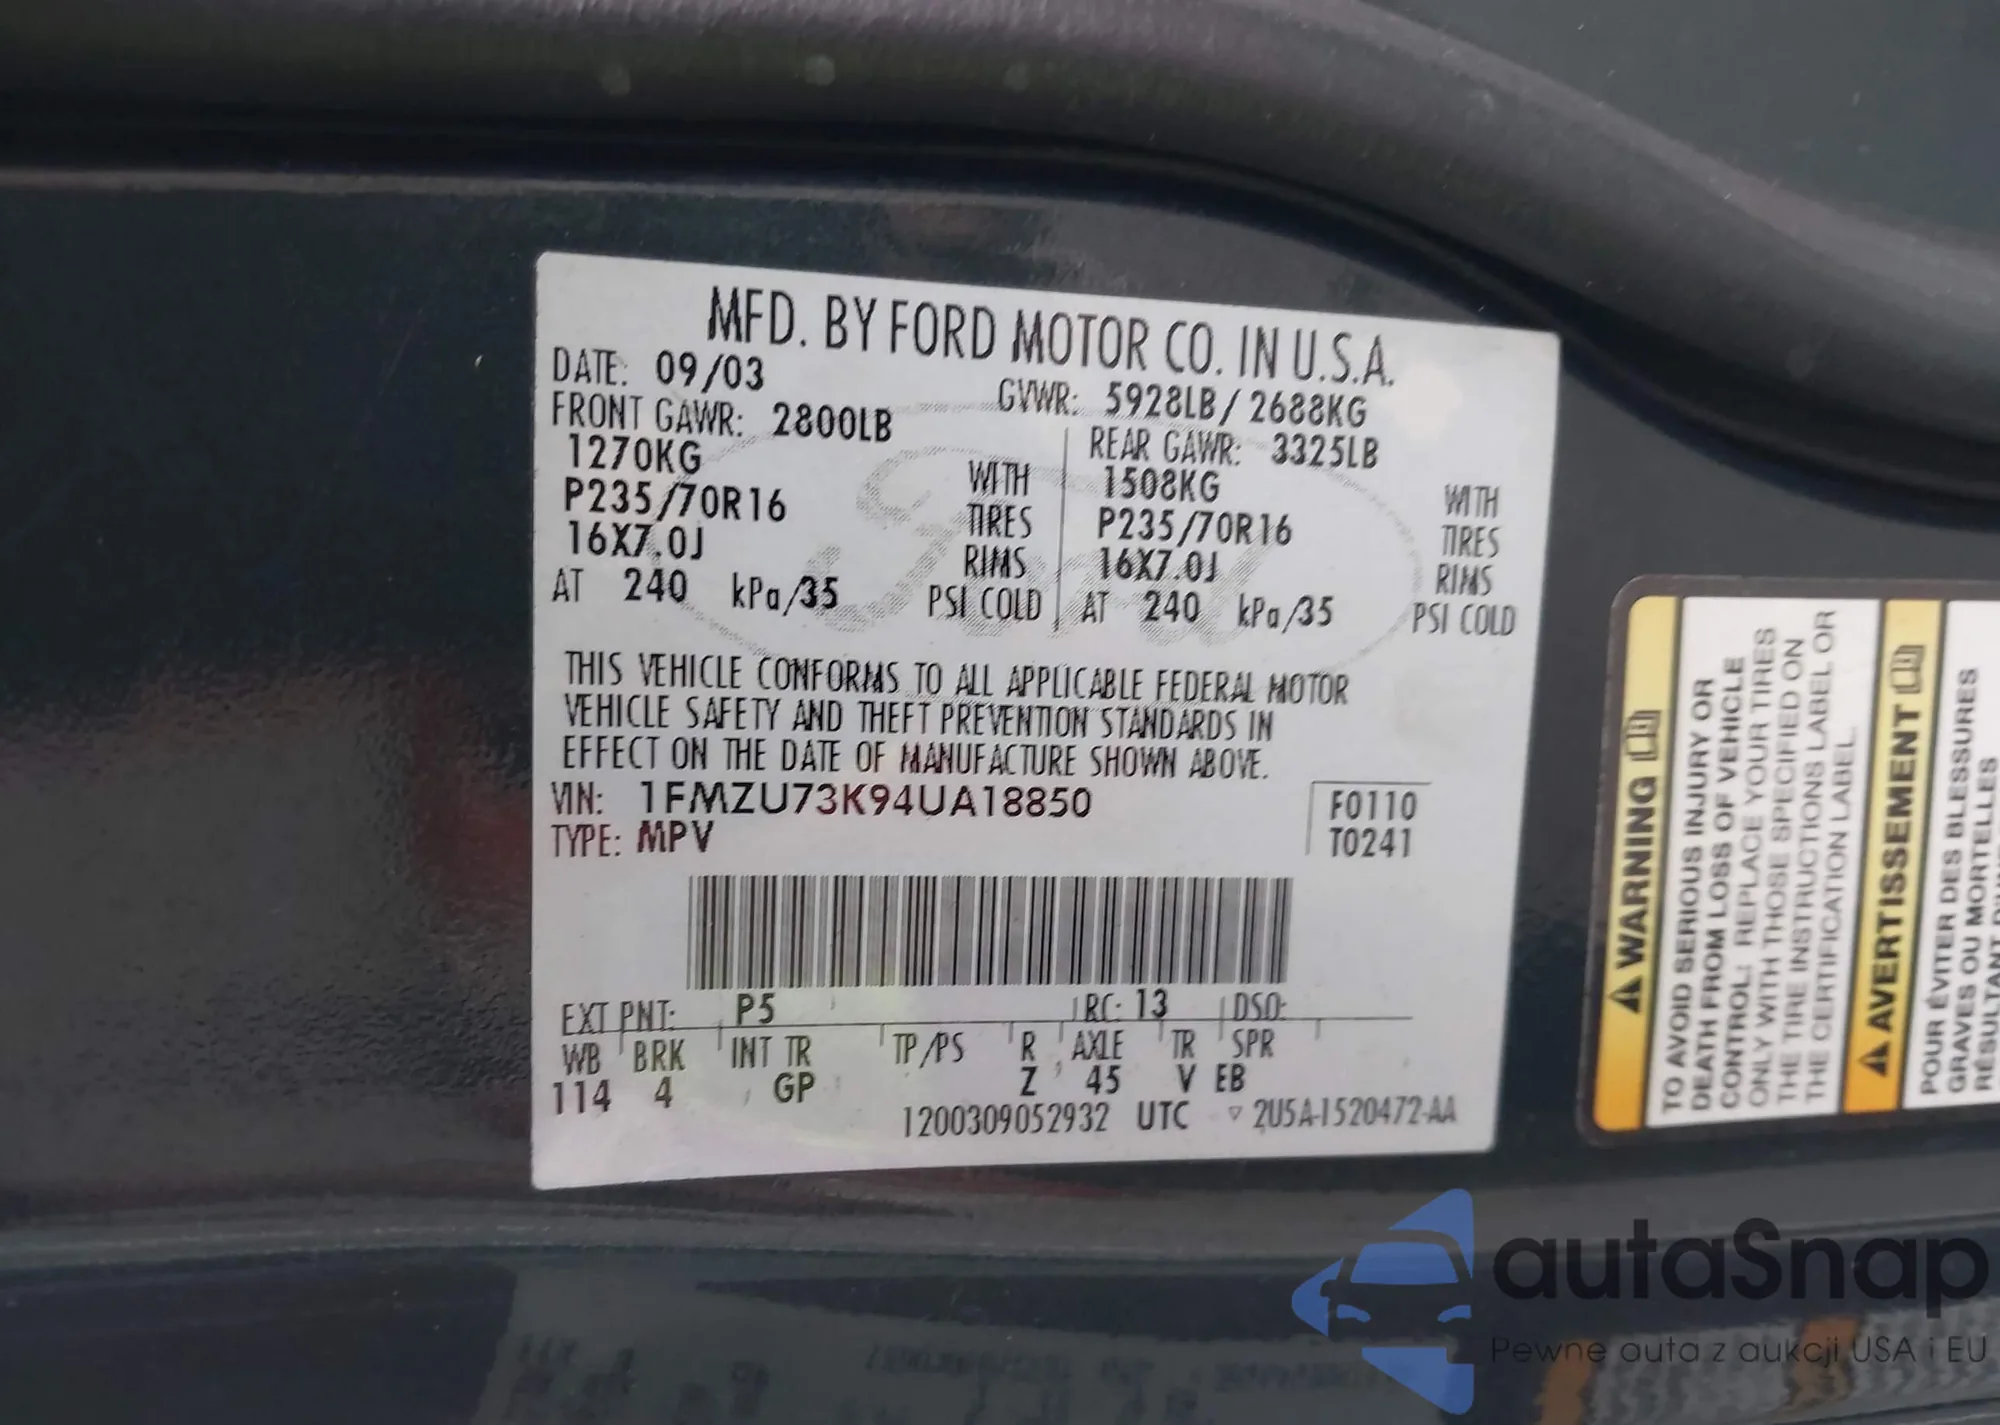 MFD. BY FORD MOTOR CO. IN U.S.A.
DATE: 09/03 GVWR: 5928LB / 2688KG
FRONT GAWR: 2800LB REAR GAWR: 3325LB
1270KG WITH 1508KG WITH
P235/70R16 TIRES P235/70R16 TIRES
16X7.0J RIMS 16X7.0J RIMS
AT 240 kPa/35 PSI COLD AT 240 kPa/35 PSI COLD
THIS VEHICLE CONFORMS TO ALL APPLICABLE FEDERAL MOTOR
VEHICLE SAFETY AND THEFT PREVENTION STANDARDS IN
EFFECT ON THE DATE OF MANUFACTURE SHOWN ABOVE.
VIN: 1FMZU73K94UA18850 F0110
TYPE: MPV T0241
EXT PNT: P5 RC: 13 DSO:
WB BRK INT TR TP/PS R AXLE TR SPR
114 4 GP Z 45 V EB
1200309052932 UTC ▽ 2U5A-1520472-AA
WARNING
TO AVOID SERIOUS INJURY OR
DEATH FROM LOSS OF VEHICLE
CONTROL: REPLACE YOUR TIRES
ONLY WITH THOSE SPECIFIED ON
THE TIRE INSTRUCTIONS LABEL OR
THE CERTIFICATION LABEL.
AVERTISSEMENT
POUR ÉVITER DES BLESSURES
GRAVES OU MORTELLES
autaSnap
Pewne auta z aukcji USA i EU